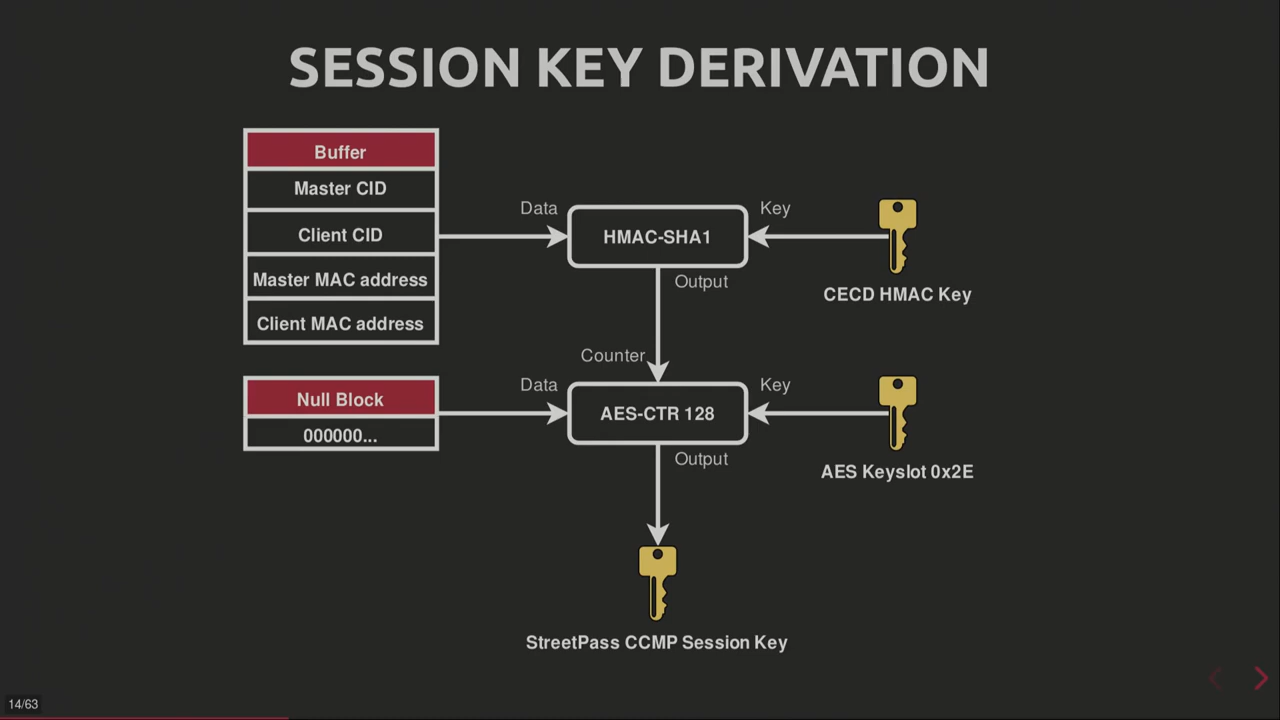 SESSION KEY DERIVATION
Buffer
Master CID
Client CID
Master MAC address
Client MAC address
Data
HMAC-SHA1
Key
CECD HMAC Key
Output
Counter
Null Block
000000...
Data
AES-CTR 128
Key
AES Keyslot 0x2E
Output
StreetPass CCMP Session Key
14/63